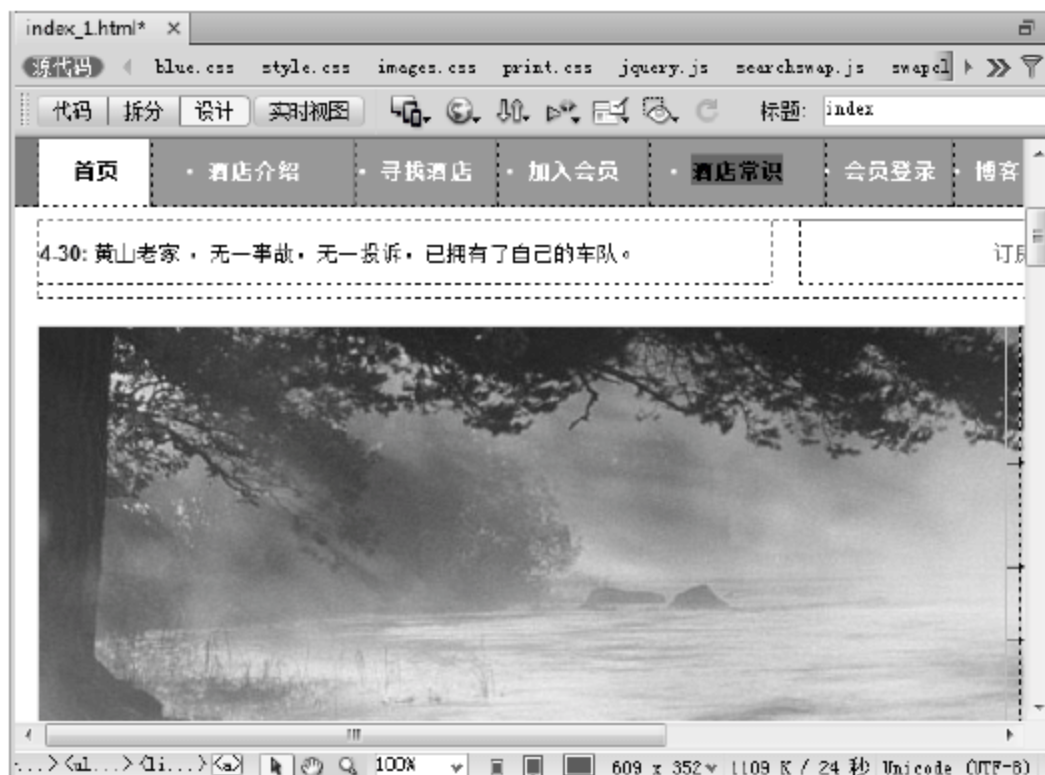 index_1.html* ×
源代码 blue.css style.css images.css print.css jquery.js searchswap.js swapcl
代码 拆分 设计 实时视图 标题: index
首页 · 酒店介绍 · 寻找酒店 · 加入会员 · 酒店常识 · 会员登录 · 博客
4.30: 黄山老家,无一事故,无一投诉,已拥有了自己的车队。 订房
...><ul...><li...><a> 100% 609 x 352 1109 K / 24 秒 Unicode (UTF-8)